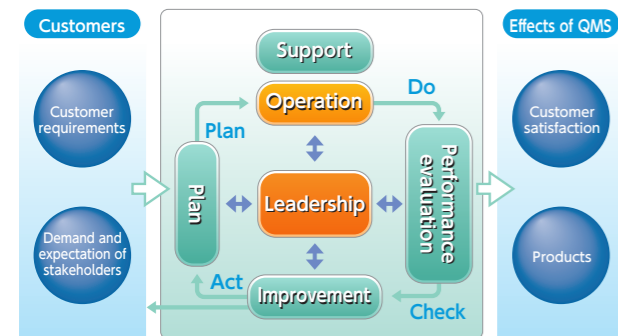 Customers
Customer
requirements
Demand and
expectation of
stakeholders
Support
Operation
Do
Plan
Plan
Leadership
Performance
evaluation
Act
Improvement
Check
Effects of QMS
Customer
satisfaction
Products